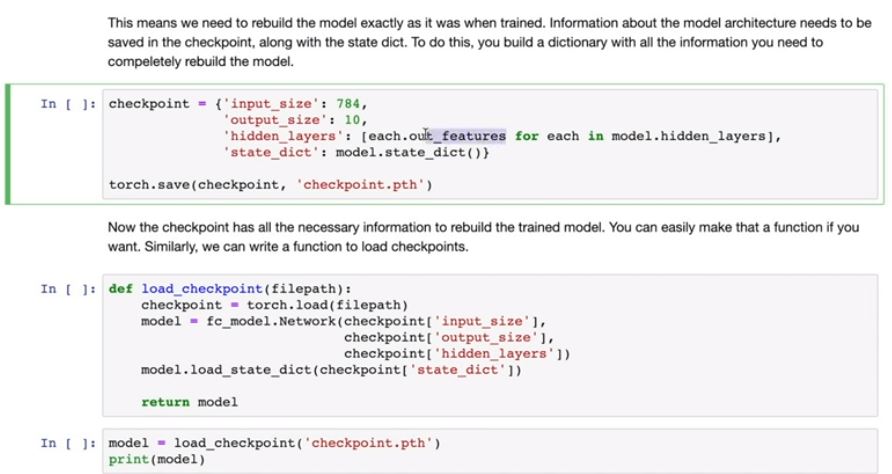 This means we need to rebuild the model exactly as it was when trained. Information about the model architecture needs to be
saved in the checkpoint, along with the state dict. To do this, you build a dictionary with all the information you need to
compeletely rebuild the model.
In [ ]: checkpoint = {'input_size': 784,
'output_size': 10,
'hidden_layers': [each.out_features for each in model.hidden_layers],
'state_dict': model.state_dict()}
torch.save(checkpoint, 'checkpoint.pth')
Now the checkpoint has all the necessary information to rebuild the trained model. You can easily make that a function if you
want. Similarly, we can write a function to load checkpoints.
In [ ]: def load_checkpoint(filepath):
checkpoint = torch.load(filepath)
model = fc_model.Network(checkpoint['input_size'],
checkpoint['output_size'],
checkpoint['hidden_layers'])
model.load_state_dict(checkpoint['state_dict'])
return model
In [ ]: model = load_checkpoint('checkpoint.pth')
print(model)